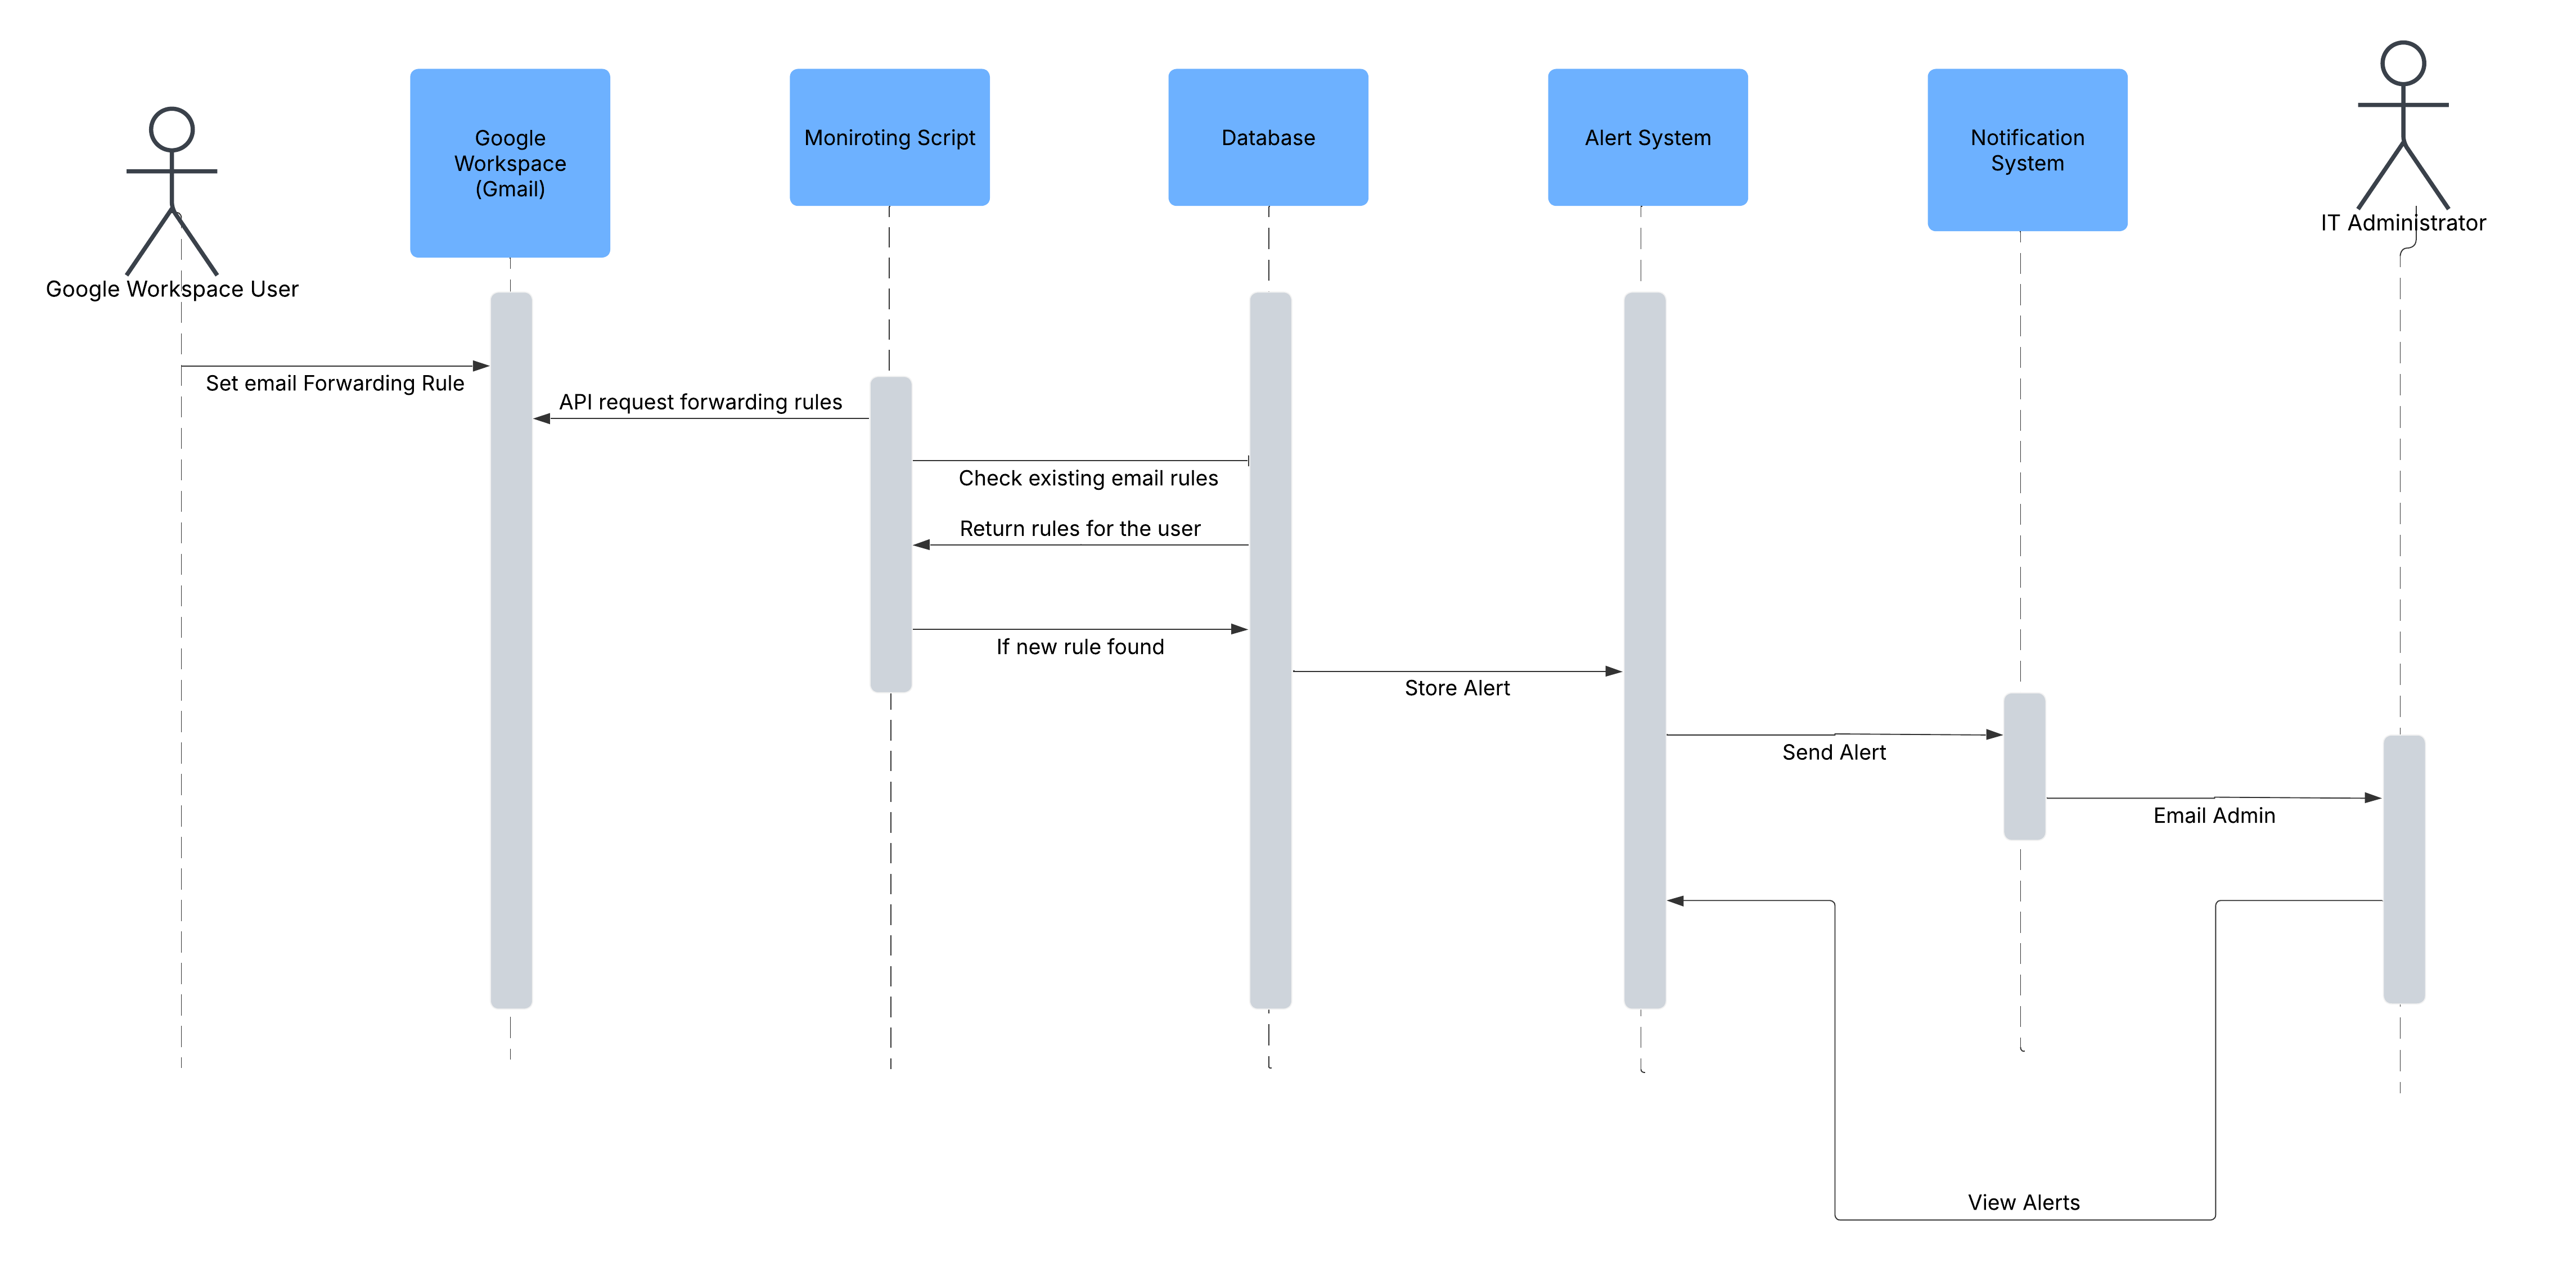 Google
Workspace
(Gmail)
Moniroting Script
Database
Alert System
Notification
System
IT Administrator
Google Workspace User
Set email Forwarding Rule
API request forwarding rules
Check existing email rules
Return rules for the user
If new rule found
Store Alert
Send Alert
Email Admin
View Alerts